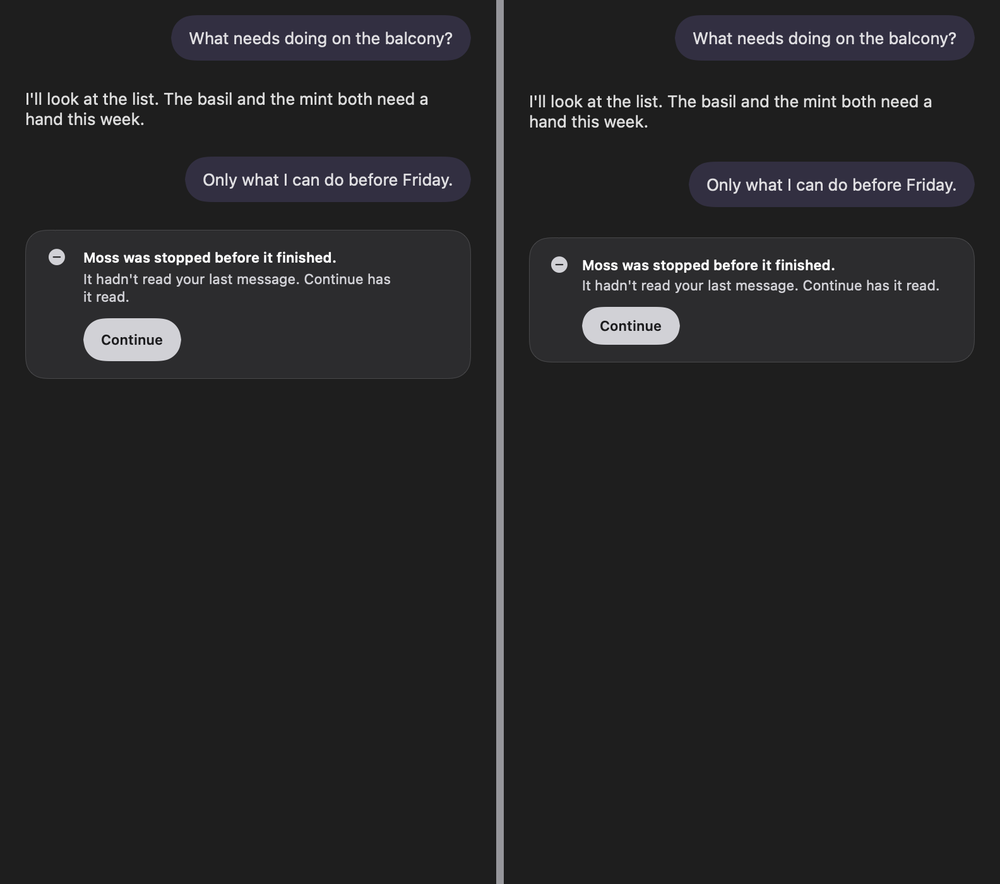 What needs doing on the balcony?
I'll look at the list. The basil and the mint both need a
hand this week.
Only what I can do before Friday.
Moss was stopped before it finished.
It hadn't read your last message. Continue has
it read.
Continue
What needs doing on the balcony?
I'll look at the list. The basil and the mint both need a
hand this week.
Only what I can do before Friday.
Moss was stopped before it finished.
It hadn't read your last message. Continue has it read.
Continue